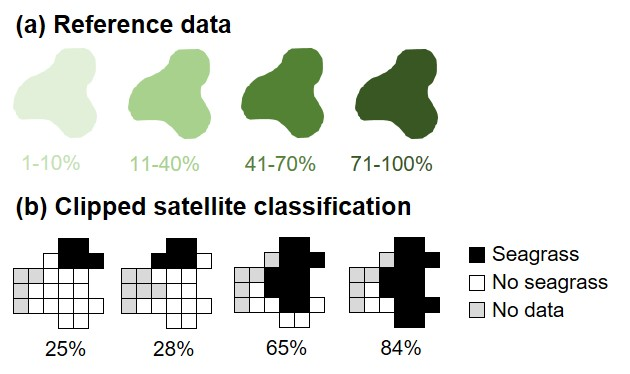 (a) Reference data
1-10% 11-40% 41-70% 71-100%
(b) Clipped satellite classification
Seagrass
No seagrass
No data
25% 28% 65% 84%